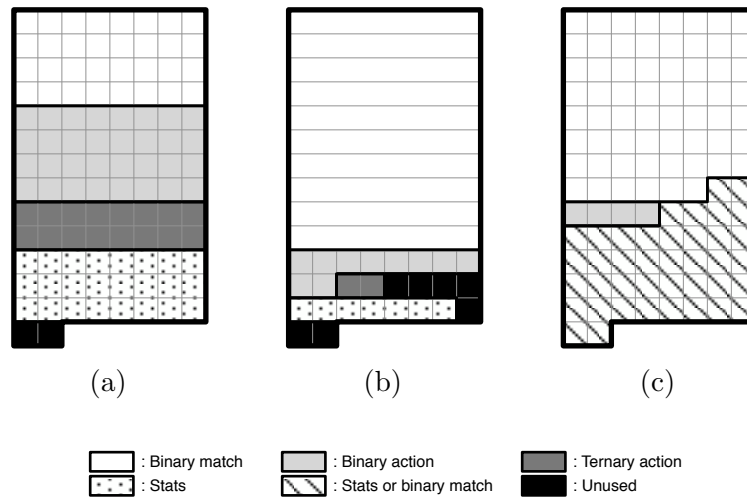 (a) (b) (c)
: Binary match : Binary action : Ternary action
: Stats : Stats or binary match : Unused